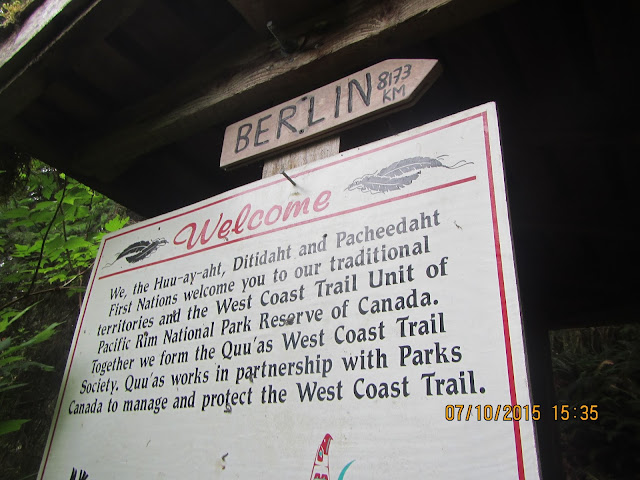 BERLIN 8173 KM
Welcome
We, the Huu-ay-aht, Ditidaht and Pacheedaht
First Nations welcome you to our traditional
territories and the West Coast Trail Unit of
Pacific Rim National Park Reserve of Canada.
Together we form the Quu'as West Coast Trail
Society. Quu'as works in partnership with Parks
Canada to manage and protect the West Coast Trail.
07/10/2015 15:35